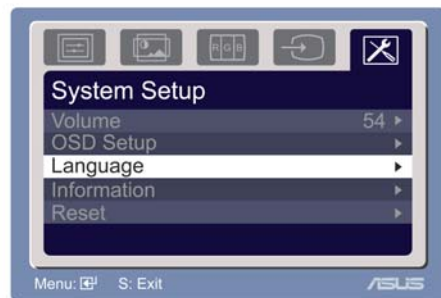 RGB
System Setup
Volume 54
OSD Setup
Language
Information
Reset
Menu: S: Exit ASUS